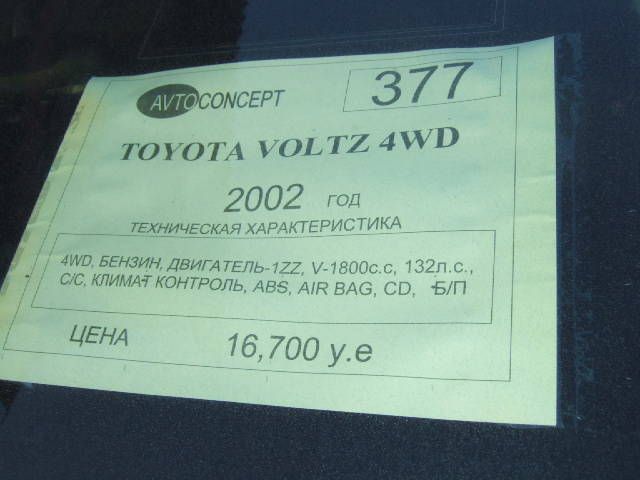 AVTOCONCEPT 377
TOYOTA VOLTZ 4WD
2002 ГОД
ТЕХНИЧЕСКАЯ ХАРАКТЕРИСТИКА
4WD, БЕНЗИН, ДВИГАТЕЛЬ-1ZZ, V-1800c.c, 132л.с.,
С/С, КЛИМАТ КОНТРОЛЬ, ABS, AIR BAG, CD, Б/П
ЦЕНА 16,700 у.е